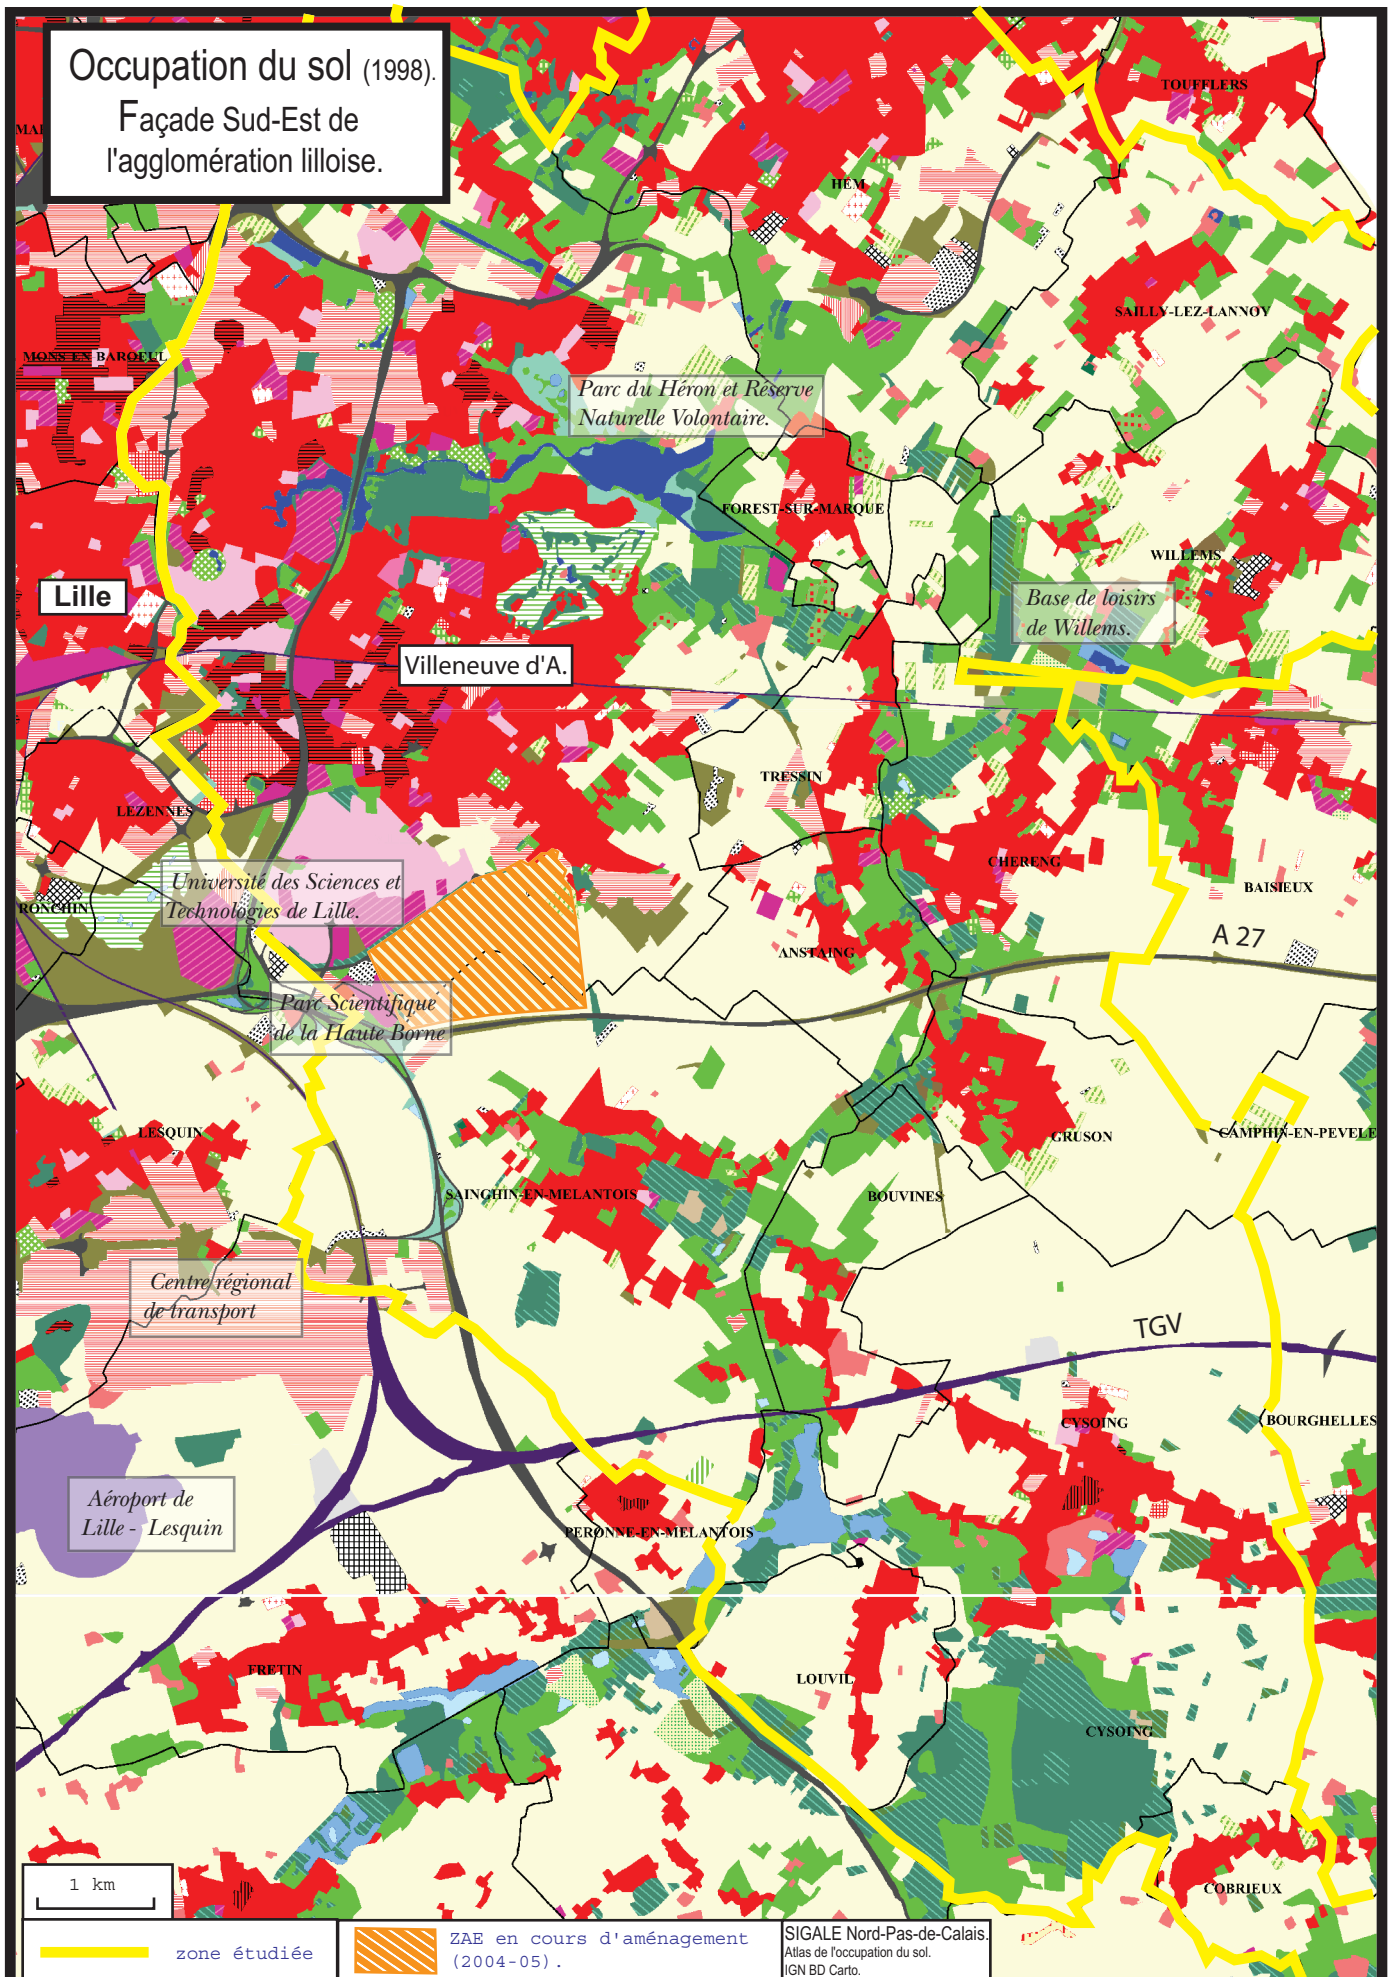 Occupation du sol (1998).
Façade Sud-Est de
l'agglomération lilloise.
TOUFFLERS
HEM
SAILLY-LEZ-LANNOY
MONS EN BAROEUL
Parc du Héron et Réserve
Naturelle Volontaire.
FOREST-SUR-MARQUE
WILLEMS
Lille
Base de loisirs
de Willems.
Villeneuve d'A.
TRESSIN
LEZENNES
CHERENG
BAISIEUX
Université des Sciences et
Technologies de Lille.
RONCHIN
A 27
ANSTAING
Parc Scientifique
de la Haute Borne
LESQUIN
GRUSON
CAMPHIN-EN-PEVELE
SAINGHIN-EN-MELANTOIS
BOUVINES
Centre régional
de transport
TGV
CYSOING
BOURGHELLES
Aéroport de
Lille - Lesquin
PERONNE-EN-MELANTOIS
FRETIN
LOUVIL
CYSOING
COBRIEUX
1 km
zone étudiée
ZAE en cours d'aménagement
(2004-05).
SIGALE Nord-Pas-de-Calais.
Atlas de l'occupation du sol.
IGN BD Carto.